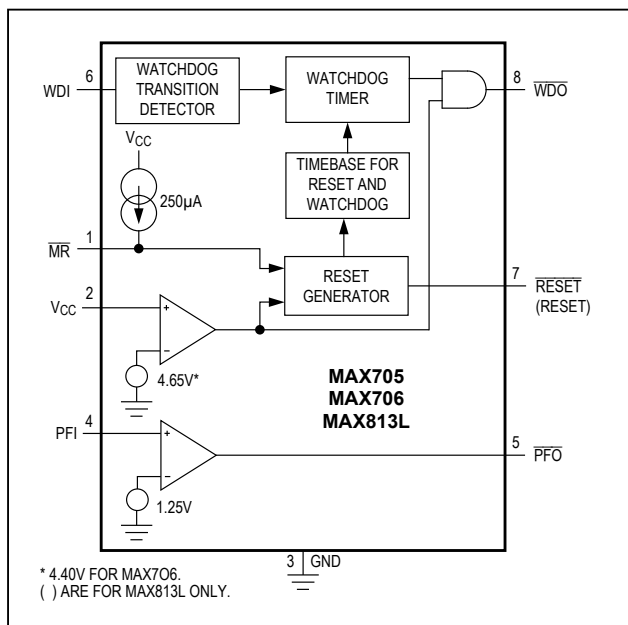 6
WDI
WATCHDOG
TRANSITION
DETECTOR
WATCHDOG
TIMER
8
WDO
VCC
250µA
TIMEBASE FOR
RESET AND
WATCHDOG
1
MR
RESET
GENERATOR
7
RESET
(RESET)
2
VCC
+
−
4.65V*
MAX705
MAX706
MAX813L
4
PFI
+
−
5
PFO
1.25V
3 GND
* 4.40V FOR MAX7O6.
( ) ARE FOR MAX813L ONLY.